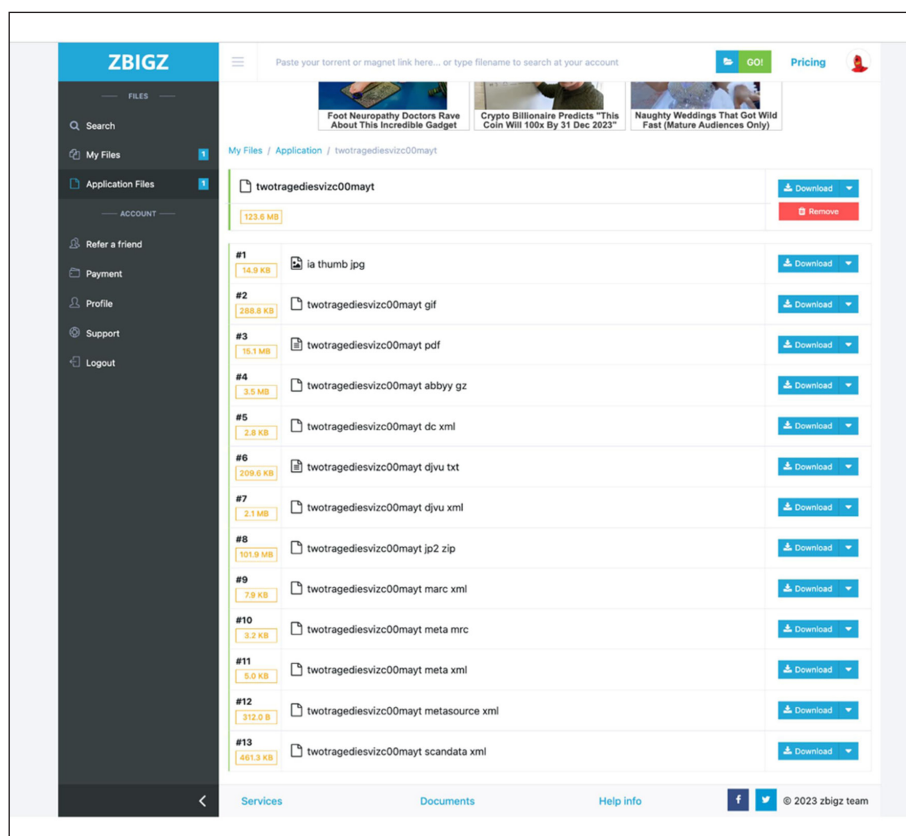 ZBIGZ
Paste your torrent or magnet link here... or type filename to search at your account
GO!
Pricing
FILES
Search
My Files 1
Application Files 1
ACCOUNT
Refer a friend
Payment
Profile
Support
Logout
Foot Neuropathy Doctors Rave
About This Incredible Gadget
Crypto Billionaire Predicts "This
Coin Will 100x By 31 Dec 2023"
Naughty Weddings That Got Wild
Fast (Mature Audiences Only)
My Files / Application / twotragediesvizc00mayt
twotragediesvizc00mayt
Download
123.6 MB
Remove
#1
14.9 KB
ia thumb jpg
Download
#2
288.8 KB
twotragediesvizc00mayt gif
Download
#3
15.1 MB
twotragediesvizc00mayt pdf
Download
#4
3.5 MB
twotragediesvizc00mayt abbyy gz
Download
#5
2.8 KB
twotragediesvizc00mayt dc xml
Download
#6
209.6 KB
twotragediesvizc00mayt djvu txt
Download
#7
2.1 MB
twotragediesvizc00mayt djvu xml
Download
#8
101.9 MB
twotragediesvizc00mayt jp2 zip
Download
#9
7.9 KB
twotragediesvizc00mayt marc xml
Download
#10
3.2 KB
twotragediesvizc00mayt meta mrc
Download
#11
5.0 KB
twotragediesvizc00mayt meta xml
Download
#12
312.0 B
twotragediesvizc00mayt metasource xml
Download
#13
461.3 KB
twotragediesvizc00mayt scandata xml
Download
Services
Documents
Help info
© 2023 zbigz team